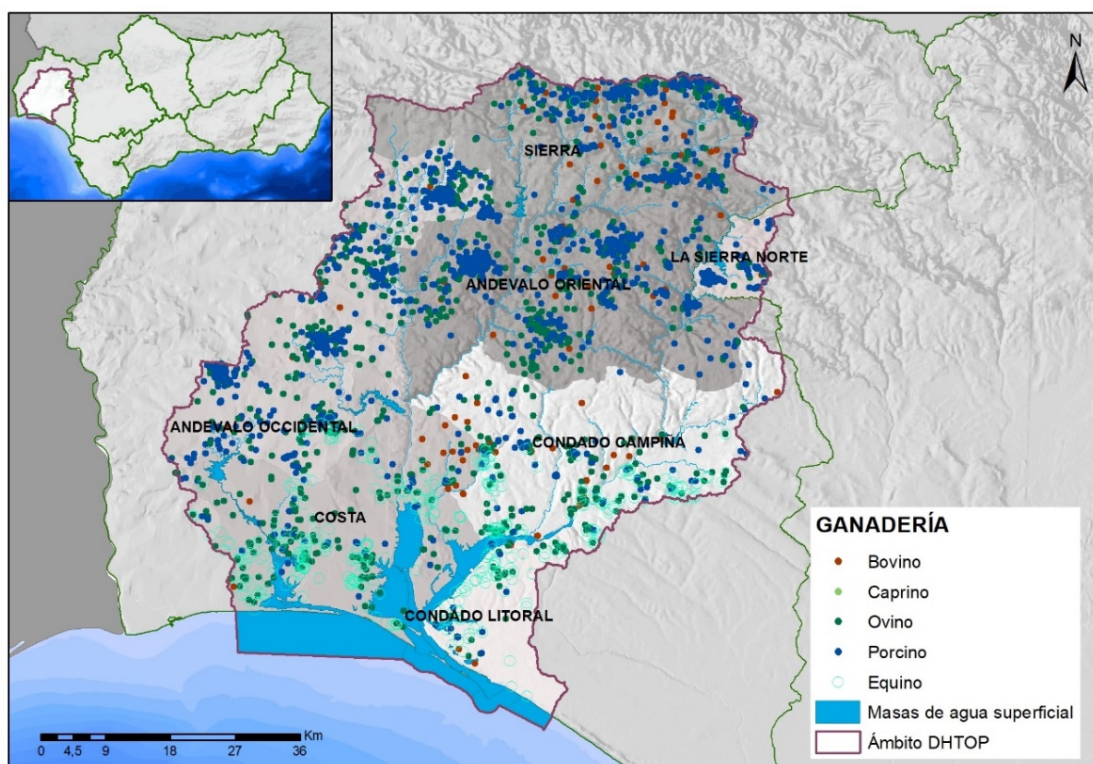 N
SIERRA
LA SIERRA NORTE
ANDEVALO ORIENTAL
ANDEVALO OCCIDENTAL
CONDADO CAMPIÑA
COSTA
CONDADO LITORAL
GANADERÍA
Bovino
Caprino
Ovino
Porcino
Equino
Masas de agua superficial
Ámbito DHTOP
Km
0 4,5 9 18 27 36